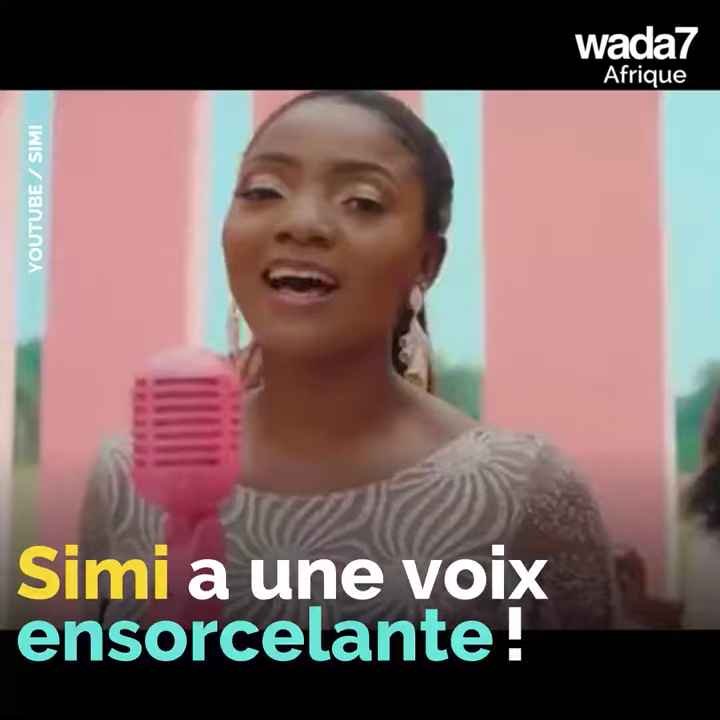 wada7
Afrique
YOUTUBE / SIMI
Simi a une voix
ensorcelante !